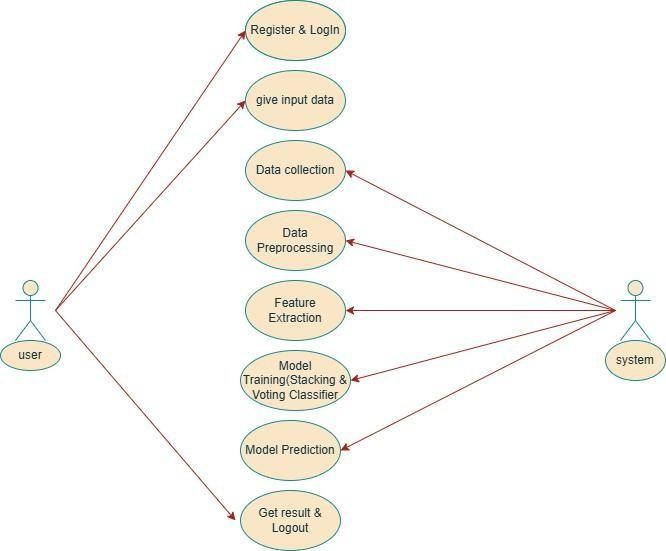 Register & LogIn
give input data
Data collection
Data
Preprocessing
Feature
Extraction
Model
Training(Stacking &
Voting Classifier
Model Prediction
Get result &
Logout
user
system